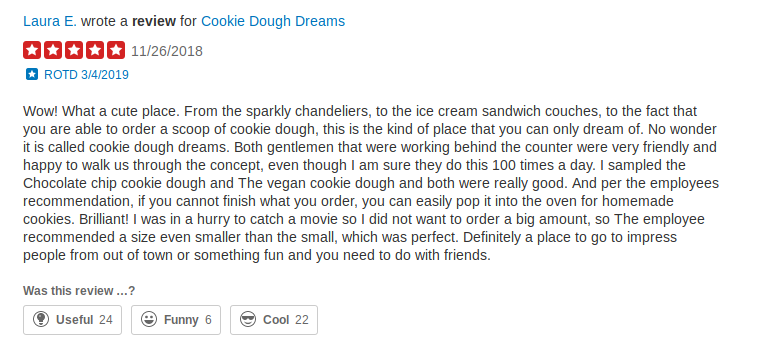 Laura E. wrote a review for Cookie Dough Dreams
11/26/2018
ROTD 3/4/2019
Wow! What a cute place. From the sparkly chandeliers, to the ice cream sandwich couches, to the fact that
you are able to order a scoop of cookie dough, this is the kind of place that you can only dream of. No wonder
it is called cookie dough dreams. Both gentlemen that were working behind the counter were very friendly and
happy to walk us through the concept, even though I am sure they do this 100 times a day. I sampled the
Chocolate chip cookie dough and The vegan cookie dough and both were really good. And per the employees
recommendation, if you cannot finish what you order, you can easily pop it into the oven for homemade
cookies. Brilliant! I was in a hurry to catch a movie so I did not want to order a big amount, so The employee
recommended a size even smaller than the small, which was perfect. Definitely a place to go to impress
people from out of town or something fun and you need to do with friends.
Was this review …?
Useful 24 Funny 6 Cool 22